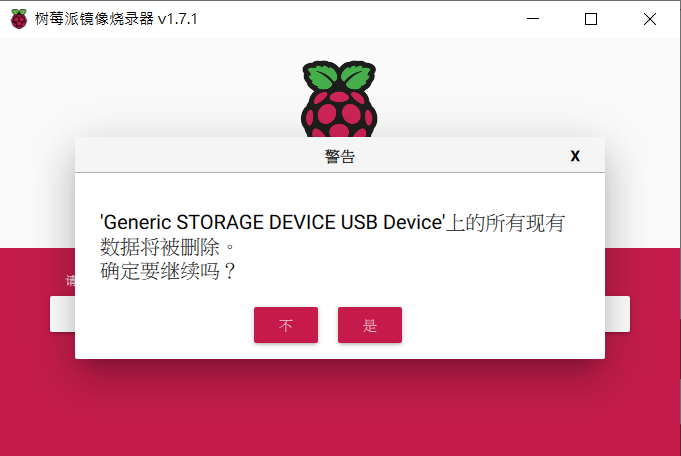 树莓派镜像烧录器 v1.7.1
警告
X
'Generic STORAGE DEVICE USB Device'上的所有现有
数据将被删除。
确定要继续吗？
请
不
是